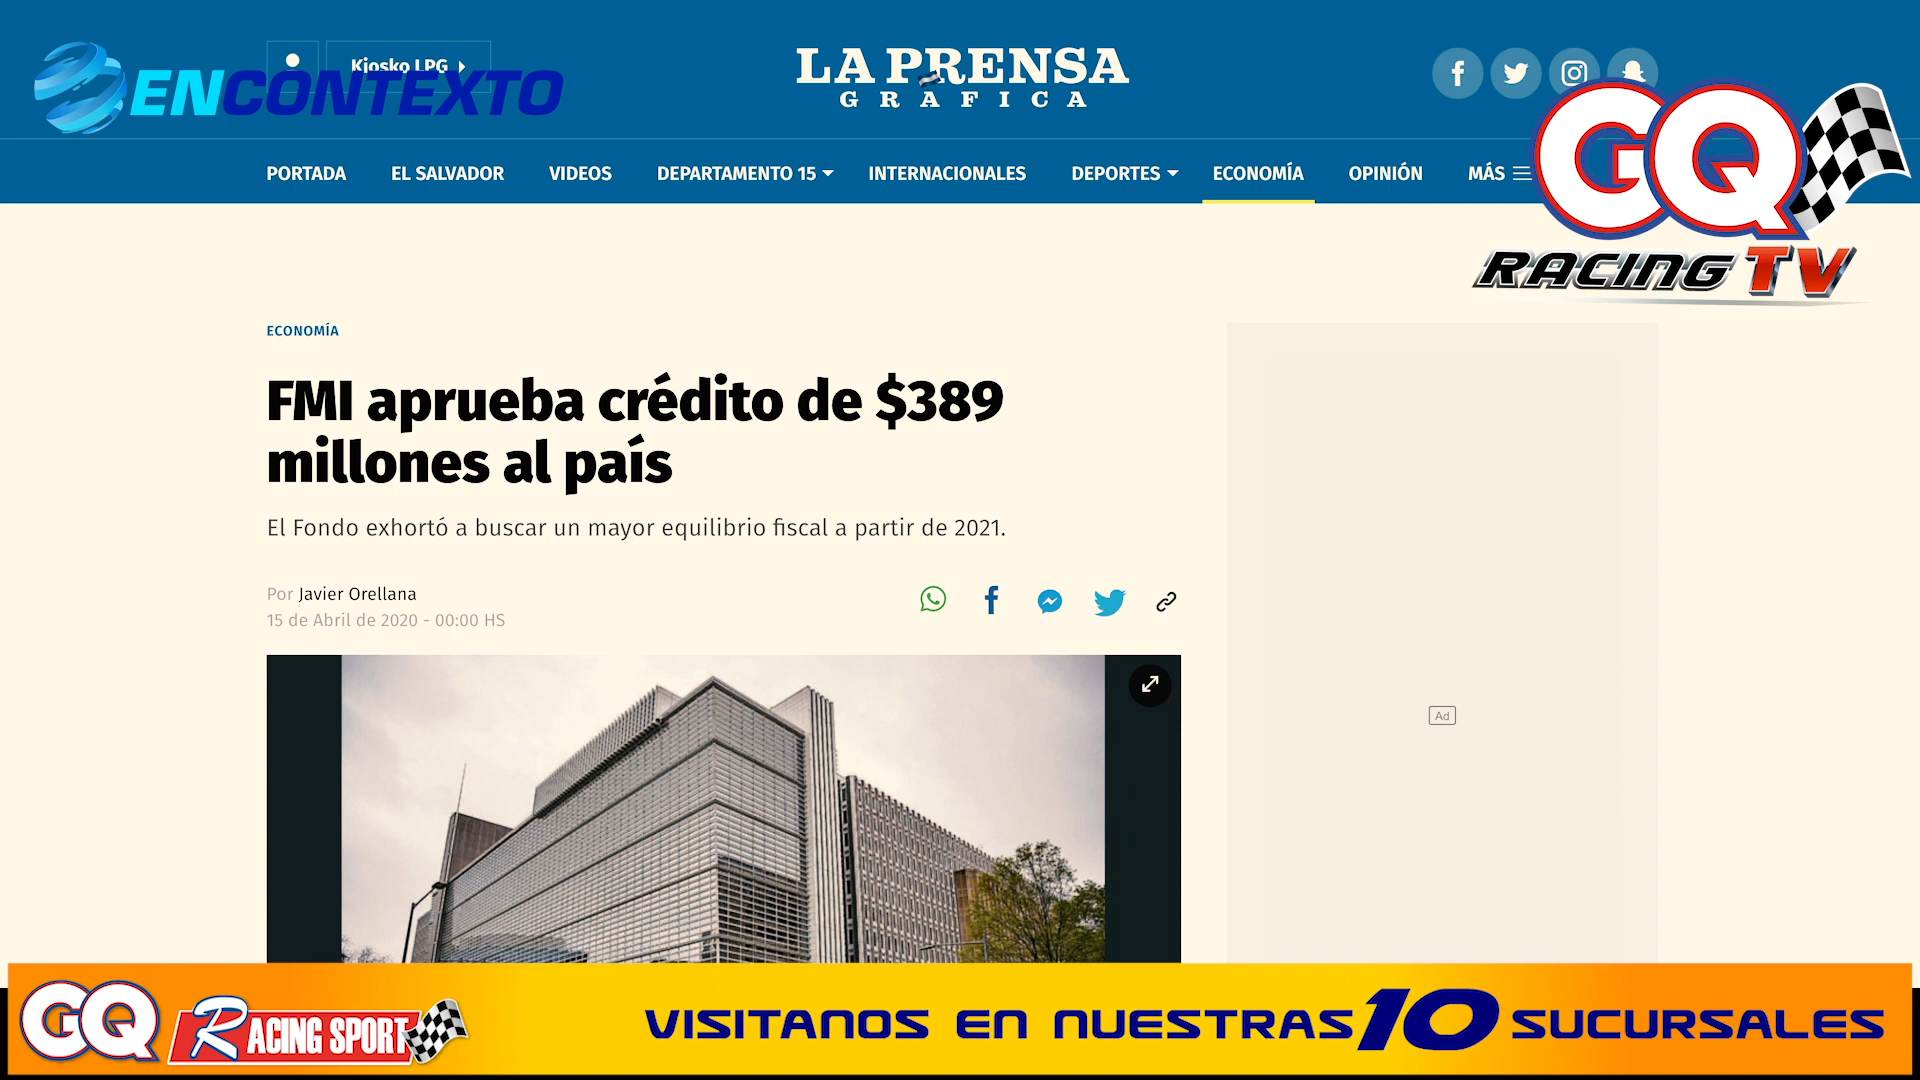 ENCONTEXTO
Kiosko LPG
LA PRENSA
GRAFICA
PORTADA EL SALVADOR VIDEOS DEPARTAMENTO 15 INTERNACIONALES DEPORTES ECONOMÍA OPINIÓN MÁS
GQ
RACING TV
ECONOMÍA
FMI aprueba crédito de $389
millones al país
El Fondo exhortó a buscar un mayor equilibrio fiscal a partir de 2021.
Por Javier Orellana
15 de Abril de 2020 - 00:00 HS
Ad
GQ RACING SPORT VISITANOS EN NUESTRAS 10 SUCURSALES